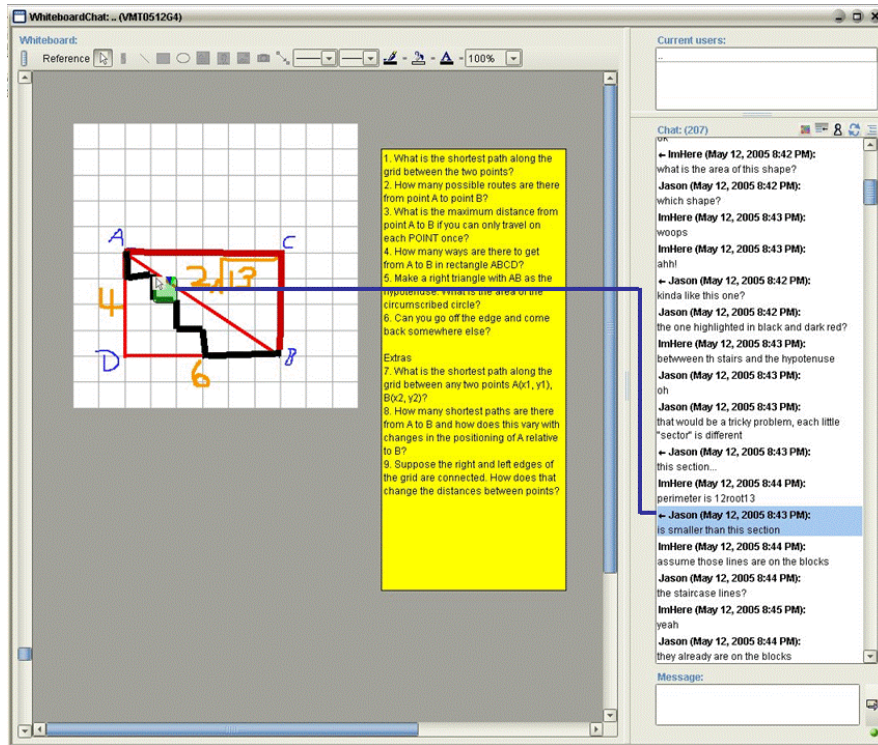 WhiteboardChat: .. (VMT0512G4)
Whiteboard:
Reference
100%
A
C
2√13
4
D
6
B
1. What is the shortest path along the
grid between the two points?
2. How many possible routes are there
from point A to point B?
3. What is the maximum distance from
point A to B if you can only travel on
each POINT once?
4. How many ways are there to get
from A to B in rectangle ABCD?
5. Make a right triangle with AB as the
hypotenuse. What is the area of the
circumscribed circle?
6. Can you go off the edge and come
back somewhere else?
Extras
7. What is the shortest path along the
grid between any two points A(x1, y1),
B(x2, y2)?
8. How many shortest paths are there
from A to B and how does this vary with
changes in the positioning of A relative
to B?
9. Suppose the right and left edges of
the grid are connected. How does that
change the distances between points?
Current users:
..
Chat: (207)
ok
← ImHere (May 12, 2005 8:42 PM):
what is the area of this shape?
Jason (May 12, 2005 8:42 PM):
which shape?
ImHere (May 12, 2005 8:43 PM):
woops
ImHere (May 12, 2005 8:43 PM):
ahh!
← Jason (May 12, 2005 8:42 PM):
kinda like this one?
Jason (May 12, 2005 8:42 PM):
the one highlighted in black and dark red?
ImHere (May 12, 2005 8:43 PM):
betwween th stairs and the hypotenuse
Jason (May 12, 2005 8:43 PM):
oh
Jason (May 12, 2005 8:43 PM):
that would be a tricky problem, each little
"sector" is different
← Jason (May 12, 2005 8:43 PM):
this section...
ImHere (May 12, 2005 8:44 PM):
perimeter is 12root13
← Jason (May 12, 2005 8:43 PM):
is smaller than this section
ImHere (May 12, 2005 8:44 PM):
assume those lines are on the blocks
Jason (May 12, 2005 8:44 PM):
the staircase lines?
ImHere (May 12, 2005 8:45 PM):
yeah
Jason (May 12, 2005 8:44 PM):
they already are on the blocks
Message: